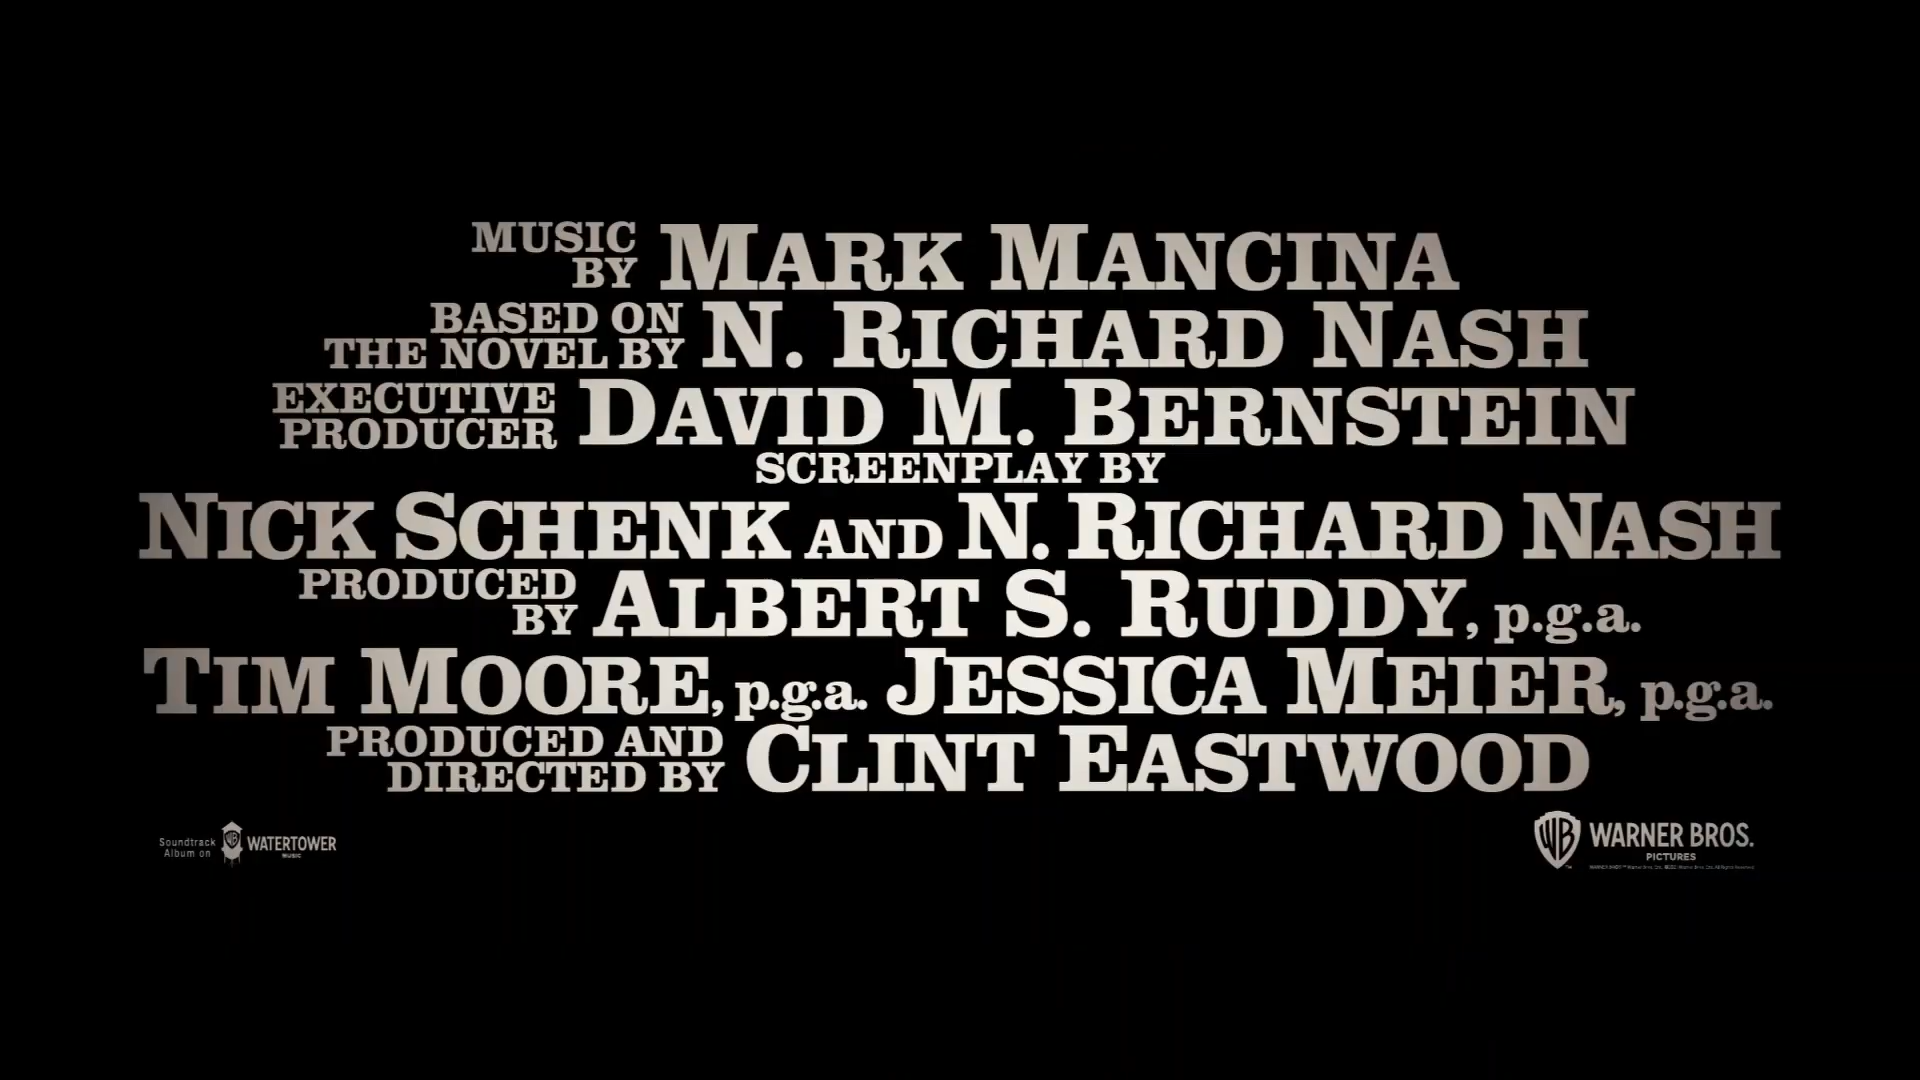 MUSIC BY MARK MANCINA
BASED ON THE NOVEL BY N. RICHARD NASH
EXECUTIVE PRODUCER DAVID M. BERNSTEIN
SCREENPLAY BY
NICK SCHENK AND N. RICHARD NASH
PRODUCED BY ALBERT S. RUDDY, p.g.a.
TIM MOORE, p.g.a. JESSICA MEIER, p.g.a.
PRODUCED AND DIRECTED BY CLINT EASTWOOD
Soundtrack Album on WB WATERTOWER MUSIC
WB WARNER BROS. PICTURES